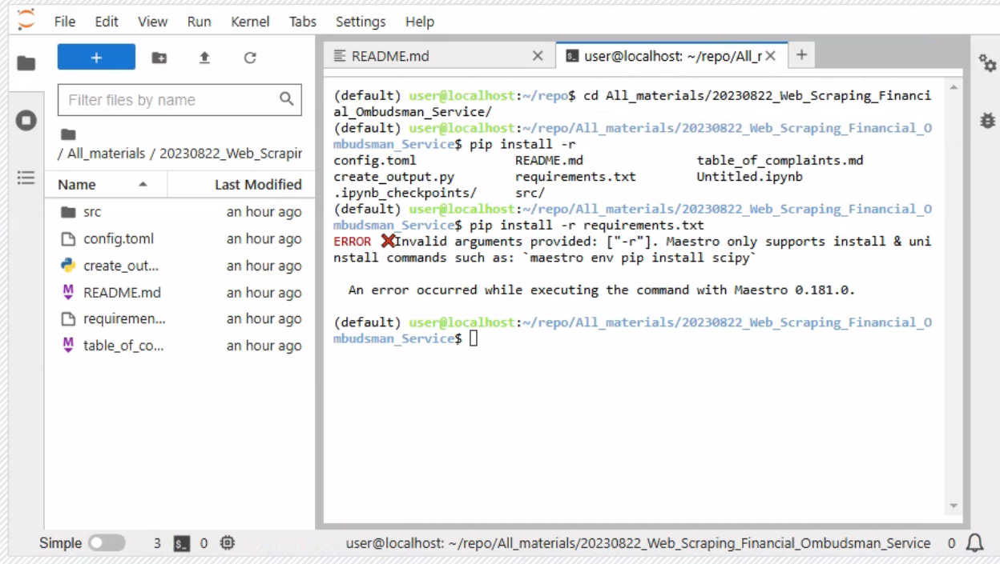 File Edit View Run Kernel Tabs Settings Help
+
Filter files by name
/ All_materials / 20230822_Web_Scrapir
Name Last Modified
src an hour ago
config.toml an hour ago
create_out... an hour ago
README.md an hour ago
requiremen... an hour ago
table_of_co... an hour ago
README.md
user@localhost: ~/repo/All_r
(default) user@localhost:~/repo$ cd All_materials/20230822_Web_Scraping_Financi
al_Ombudsman_Service/
(default) user@localhost:~/repo/All_materials/20230822_Web_Scraping_Financial_O
mbudsman_Service$ pip install -r
config.toml README.md table_of_complaints.md
create_output.py requirements.txt Untitled.ipynb
.ipynb_checkpoints/ src/
(default) user@localhost:~/repo/All_materials/20230822_Web_Scraping_Financial_O
mbudsman_Service$ pip install -r requirements.txt
ERROR ❌Invalid arguments provided: ["-r"]. Maestro only supports install & uni
nstall commands such as: `maestro env pip install scipy`
An error occurred while executing the command with Maestro 0.181.0.
(default) user@localhost:~/repo/All_materials/20230822_Web_Scraping_Financial_O
mbudsman_Service$
Simple 3 $_ 0 user@localhost: ~/repo/All_materials/20230822_Web_Scraping_Financial_Ombudsman_Service 0